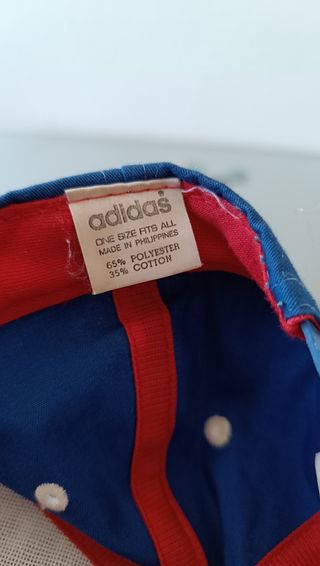 adidas
ONE SIZE FITS ALL
MADE IN PHILIPPINES
65% POLYESTER
35% COTTON